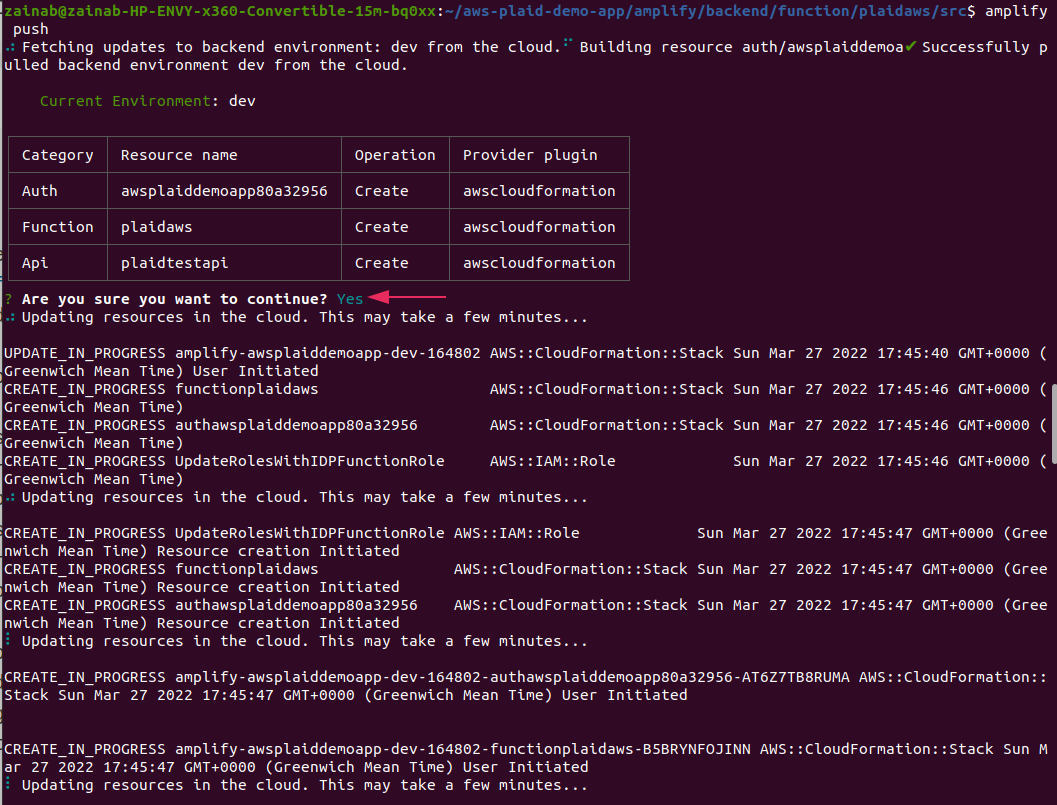 zainab@zainab-HP-ENVY-x360-Convertible-15m-bq0xx:~/aws-plaid-demo-app/amplify/backend/function/plaidaws/src$ amplify
push
Fetching updates to backend environment: dev from the cloud. Building resource auth/awsplaiddemoa✔ Successfully p
ulled backend environment dev from the cloud.
Current Environment: dev
Category Resource name Operation Provider plugin
Auth awsplaiddemoapp80a32956 Create awscloudformation
Function plaidaws Create awscloudformation
Api plaidtestapi Create awscloudformation
? Are you sure you want to continue? Yes
Updating resources in the cloud. This may take a few minutes...
UPDATE_IN_PROGRESS amplify-awsplaiddemoapp-dev-164802 AWS::CloudFormation::Stack Sun Mar 27 2022 17:45:40 GMT+0000 (
Greenwich Mean Time) User Initiated
CREATE_IN_PROGRESS functionplaidaws AWS::CloudFormation::Stack Sun Mar 27 2022 17:45:46 GMT+0000 (
Greenwich Mean Time)
CREATE_IN_PROGRESS authawsplaiddemoapp80a32956 AWS::CloudFormation::Stack Sun Mar 27 2022 17:45:46 GMT+0000 (
Greenwich Mean Time)
CREATE_IN_PROGRESS UpdateRolesWithIDPFunctionRole AWS::IAM::Role Sun Mar 27 2022 17:45:46 GMT+0000 (
Greenwich Mean Time)
Updating resources in the cloud. This may take a few minutes...
CREATE_IN_PROGRESS UpdateRolesWithIDPFunctionRole AWS::IAM::Role Sun Mar 27 2022 17:45:47 GMT+0000 (Gree
nwich Mean Time) Resource creation Initiated
CREATE_IN_PROGRESS functionplaidaws AWS::CloudFormation::Stack Sun Mar 27 2022 17:45:47 GMT+0000 (Gree
nwich Mean Time) Resource creation Initiated
CREATE_IN_PROGRESS authawsplaiddemoapp80a32956 AWS::CloudFormation::Stack Sun Mar 27 2022 17:45:47 GMT+0000 (Gree
nwich Mean Time) Resource creation Initiated
Updating resources in the cloud. This may take a few minutes...
CREATE_IN_PROGRESS amplify-awsplaiddemoapp-dev-164802-authawsplaiddemoapp80a32956-AT6Z7TB8RUMA AWS::CloudFormation::
Stack Sun Mar 27 2022 17:45:47 GMT+0000 (Greenwich Mean Time) User Initiated
CREATE_IN_PROGRESS amplify-awsplaiddemoapp-dev-164802-functionplaidaws-B5BRYNFOJINN AWS::CloudFormation::Stack Sun M
ar 27 2022 17:45:47 GMT+0000 (Greenwich Mean Time) User Initiated
Updating resources in the cloud. This may take a few minutes...